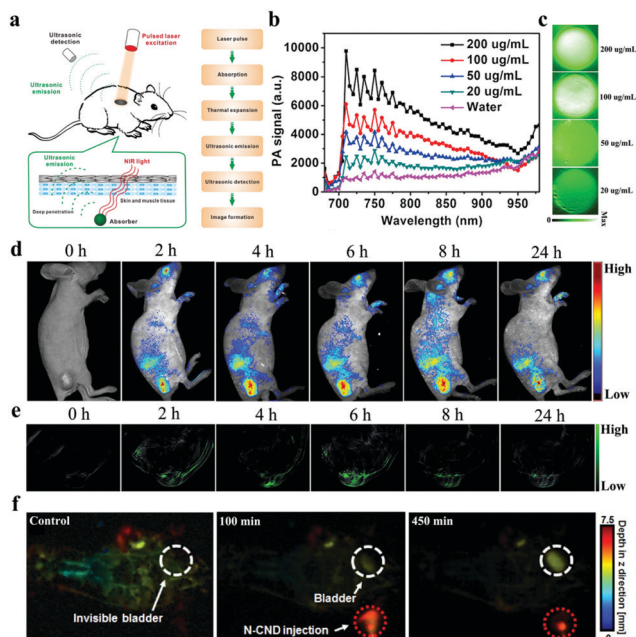 a
Ultrasonic
detection
Pulsed laser
excitation
Ultrasonic
emission
Ultrasonic
emission
NIR light
Skin and muscle tissue
Deep penetration
Absorber
Laser pulse
Absorption
Thermal expansion
Ultrasonic emission
Ultrasonic detection
Image formation
b
PA signal (a.u.)
10000
8000
6000
4000
2000
0
200 ug/mL
100 ug/mL
50 ug/mL
20 ug/mL
Water
700 750 800 850 900 950
Wavelength (nm)
c
200 ug/mL
100 ug/mL
50 ug/mL
20 ug/mL
0
Max
d
0 h 2 h 4 h 6 h 8 h 24 h
High
Low
e
0 h 2 h 4 h 6 h 8 h 24 h
High
Low
f
Control
Invisible bladder
100 min
Bladder
N-CND injection
450 min
7.5
Depth in z direction [mm]